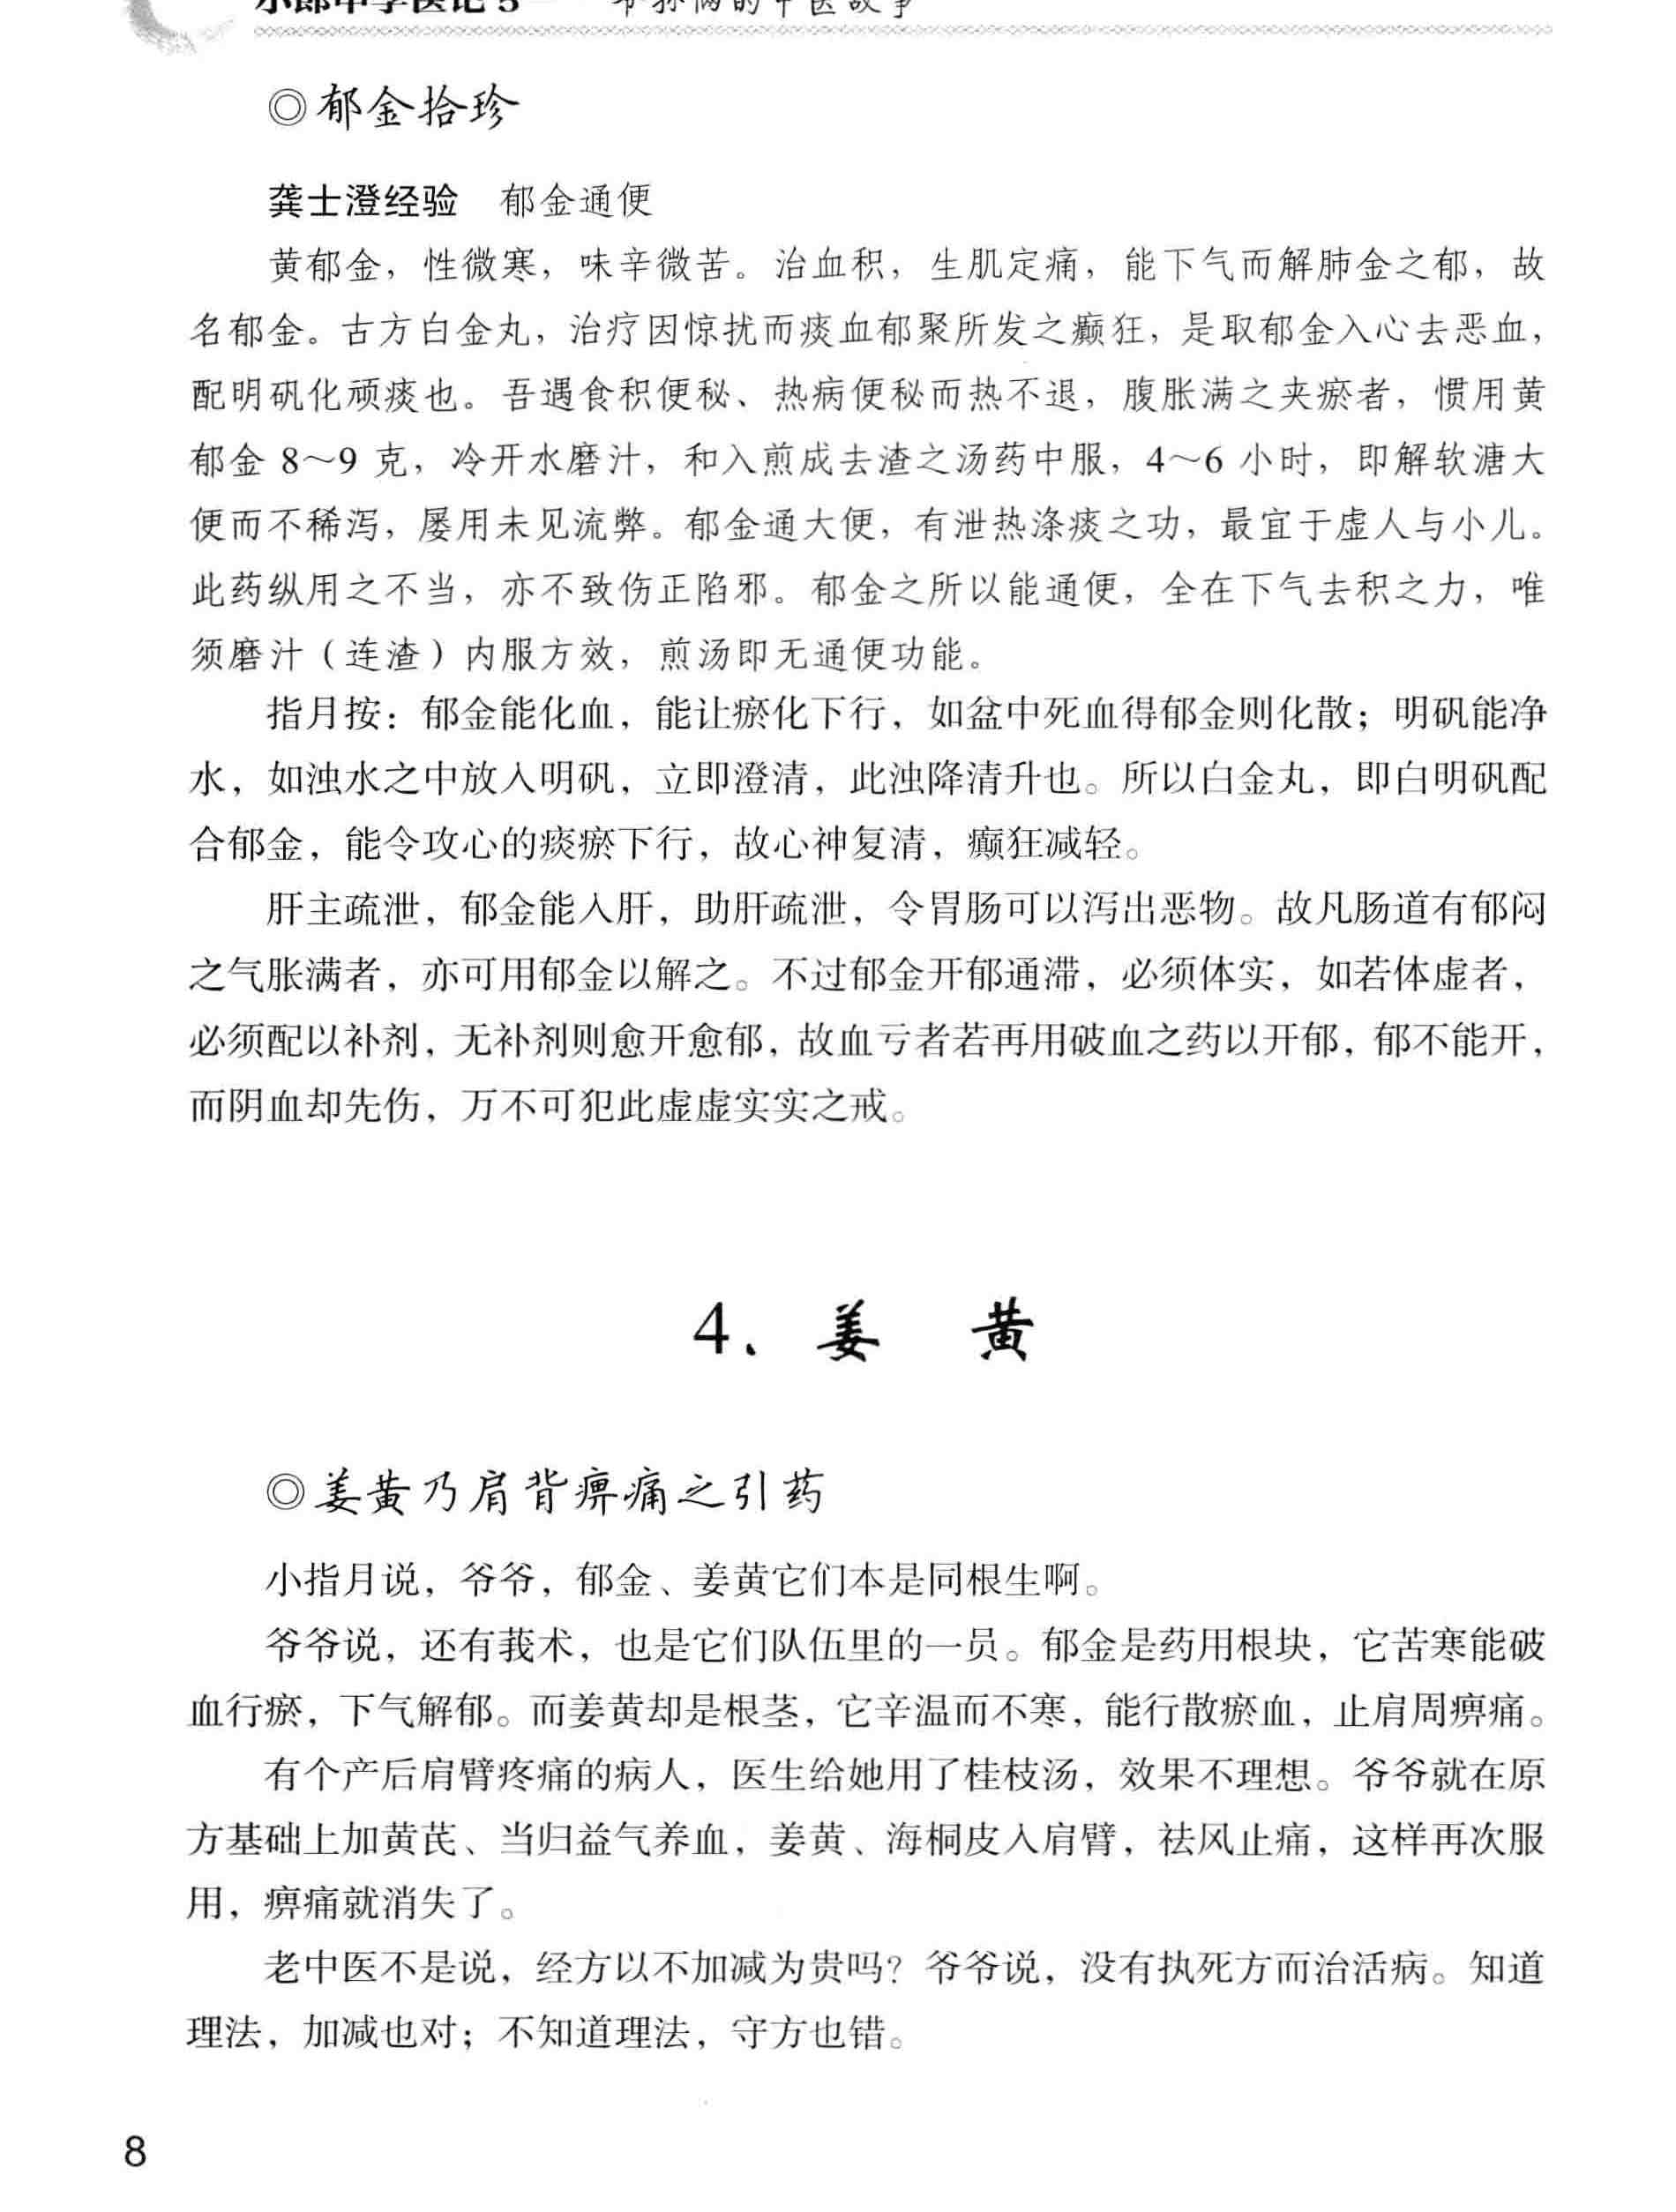 小郎中学医记5——爷孙俩的中医故事
◎郁金拾珍
龚士澄经验　郁金通便
黄郁金，性微寒，味辛微苦。治血积，生肌定痛，能下气而解肺金之郁，故
名郁金。古方白金丸，治疗因惊扰而痰血郁聚所发之癫狂，是取郁金入心去恶血，
配明矾化顽痰也。吾遇食积便秘、热病便秘而热不退，腹胀满之夹瘀者，惯用黄
郁金 8～9 克，冷开水磨汁，和入煎成去渣之汤药中服，4～6 小时，即解软溏大
便而不稀泻，屡用未见流弊。郁金通大便，有泄热涤痰之功，最宜于虚人与小儿。
此药纵用之不当，亦不致伤正陷邪。郁金之所以能通便，全在下气去积之力，唯
须磨汁（连渣）内服方效，煎汤即无通便功能。
指月按：郁金能化血，能让瘀化下行，如盆中死血得郁金则化散；明矾能净
水，如浊水之中放入明矾，立即澄清，此浊降清升也。所以白金丸，即白明矾配
合郁金，能令攻心的痰瘀下行，故心神复清，癫狂减轻。
肝主疏泄，郁金能入肝，助肝疏泄，令胃肠可以泻出恶物。故凡肠道有郁闷
之气胀满者，亦可用郁金以解之。不过郁金开郁通滞，必须体实，如若体虚者，
必须配以补剂，无补剂则愈开愈郁，故血亏者若再用破血之药以开郁，郁不能开，
而阴血却先伤，万不可犯此虚虚实实之戒。
4、姜　黄
◎姜黄乃肩背痹痛之引药
小指月说，爷爷，郁金、姜黄它们本是同根生啊。
爷爷说，还有莪术，也是它们队伍里的一员。郁金是药用根块，它苦寒能破
血行瘀，下气解郁。而姜黄却是根茎，它辛温而不寒，能行散瘀血，止肩周痹痛。
有个产后肩臂疼痛的病人，医生给她用了桂枝汤，效果不理想。爷爷就在原
方基础上加黄芪、当归益气养血，姜黄、海桐皮入肩臂，祛风止痛，这样再次服
用，痹痛就消失了。
老中医不是说，经方以不加减为贵吗？爷爷说，没有执死方而治活病。知道
理法，加减也对；不知道理法，守方也错。
8